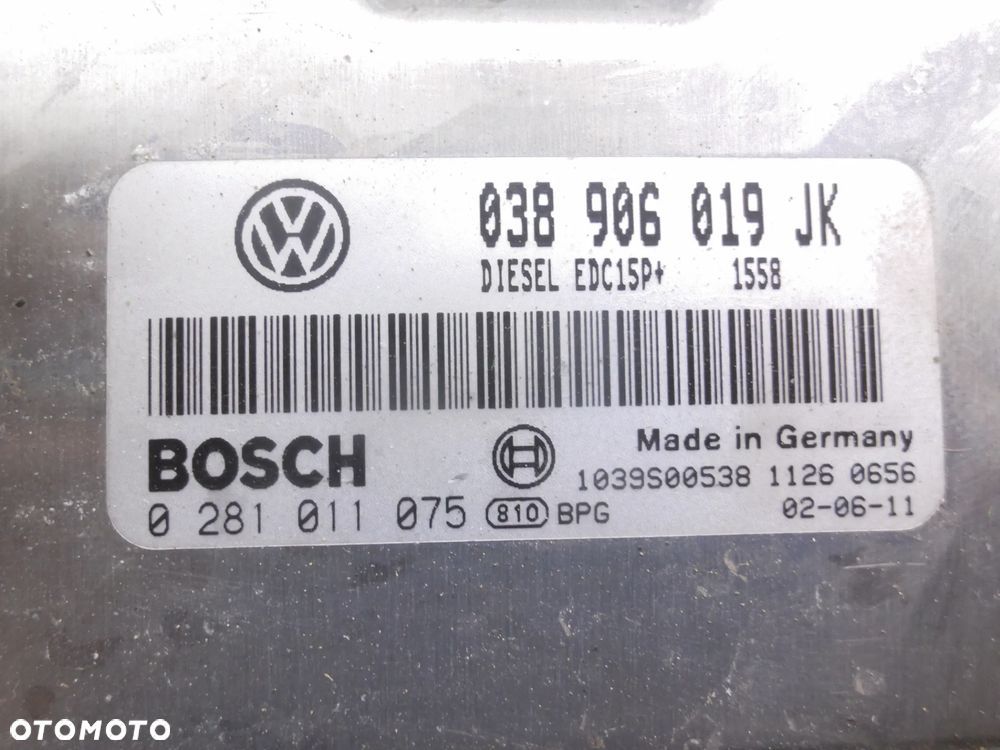 038 906 019 JK
DIESEL EDC15P+ 1558
BOSCH
Made in Germany
1039S00538 1126 0656
0 281 011 075 810 BPG
02-06-11
OTOMOTO